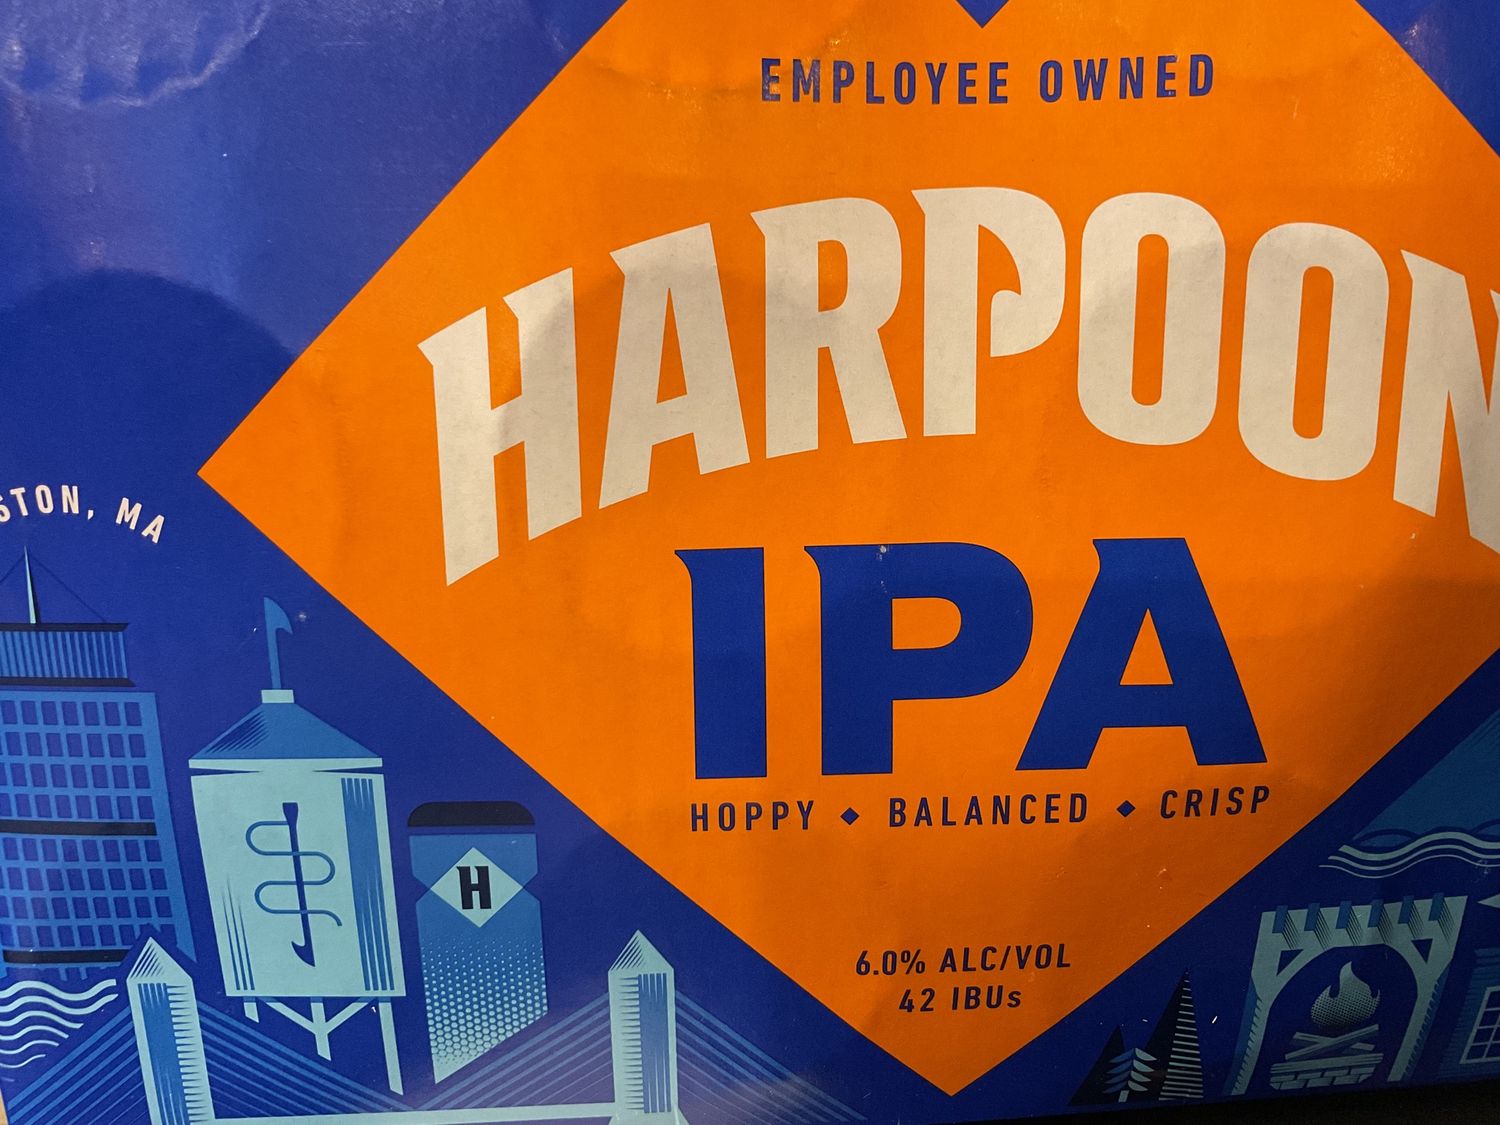 EMPLOYEE OWNED
HARPOON
IPA
HOPPY ◆ BALANCED ◆ CRISP
6.0% ALC/VOL
42 IBUs
STON, MA
H